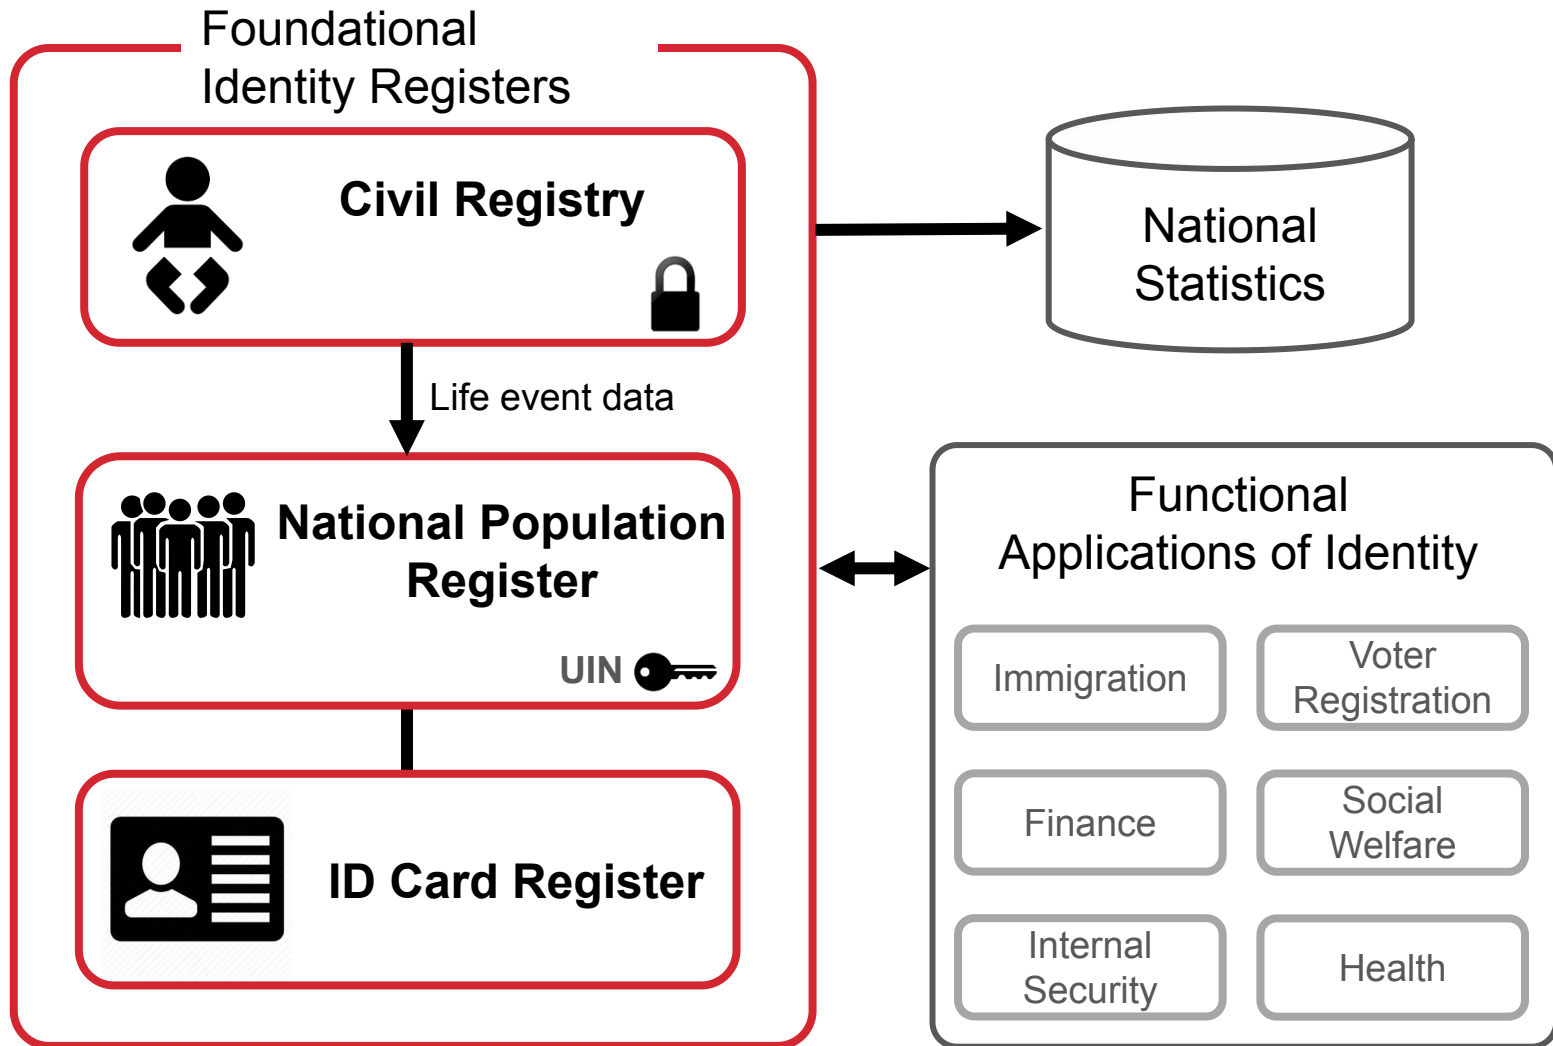 Foundational
Identity Registers
Civil Registry
National
Statistics
Life event data
National Population
Register
UIN
ID Card Register
Functional
Applications of Identity
Immigration
Voter
Registration
Finance
Social
Welfare
Internal
Security
Health